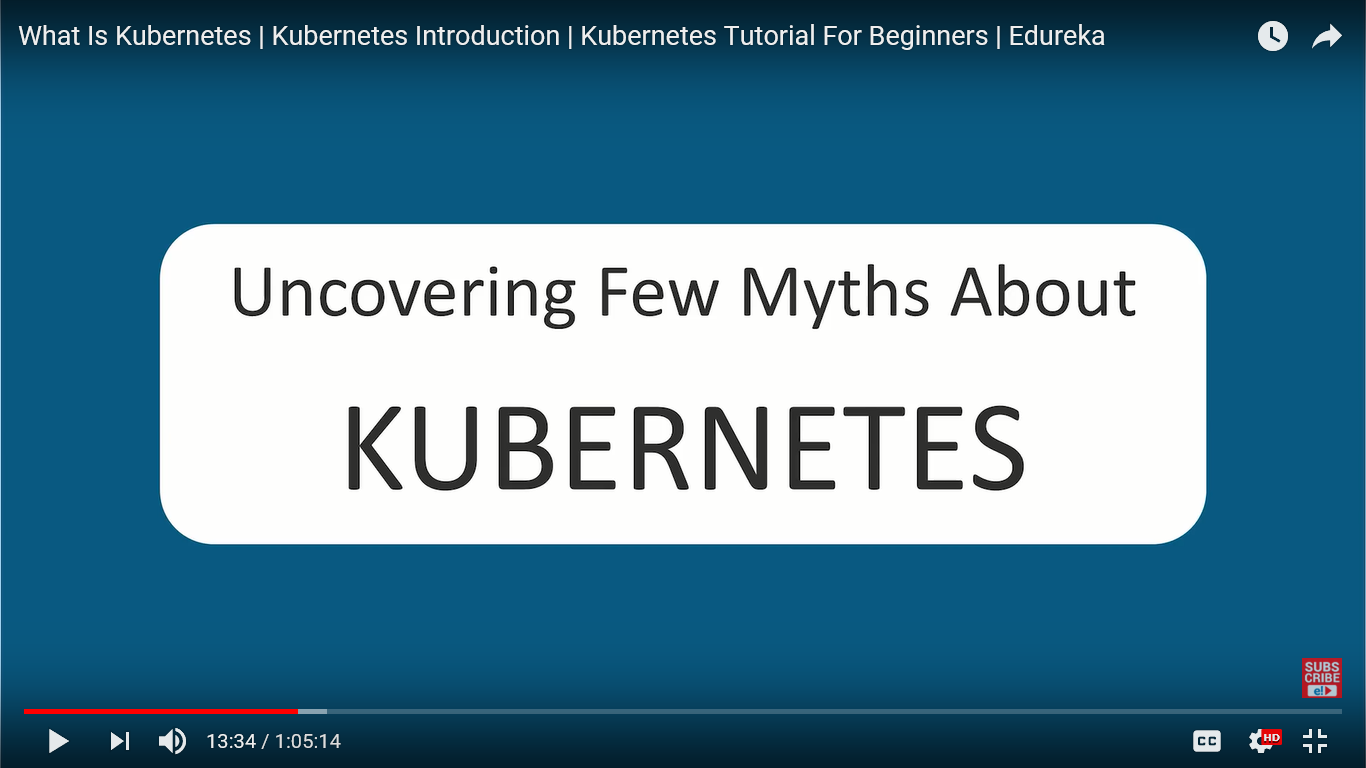 What Is Kubernetes | Kubernetes Introduction | Kubernetes Tutorial For Beginners | Edureka
Uncovering Few Myths About
KUBERNETES
SUBS
CRIBE
e!
13:34 / 1:05:14
CC
HD